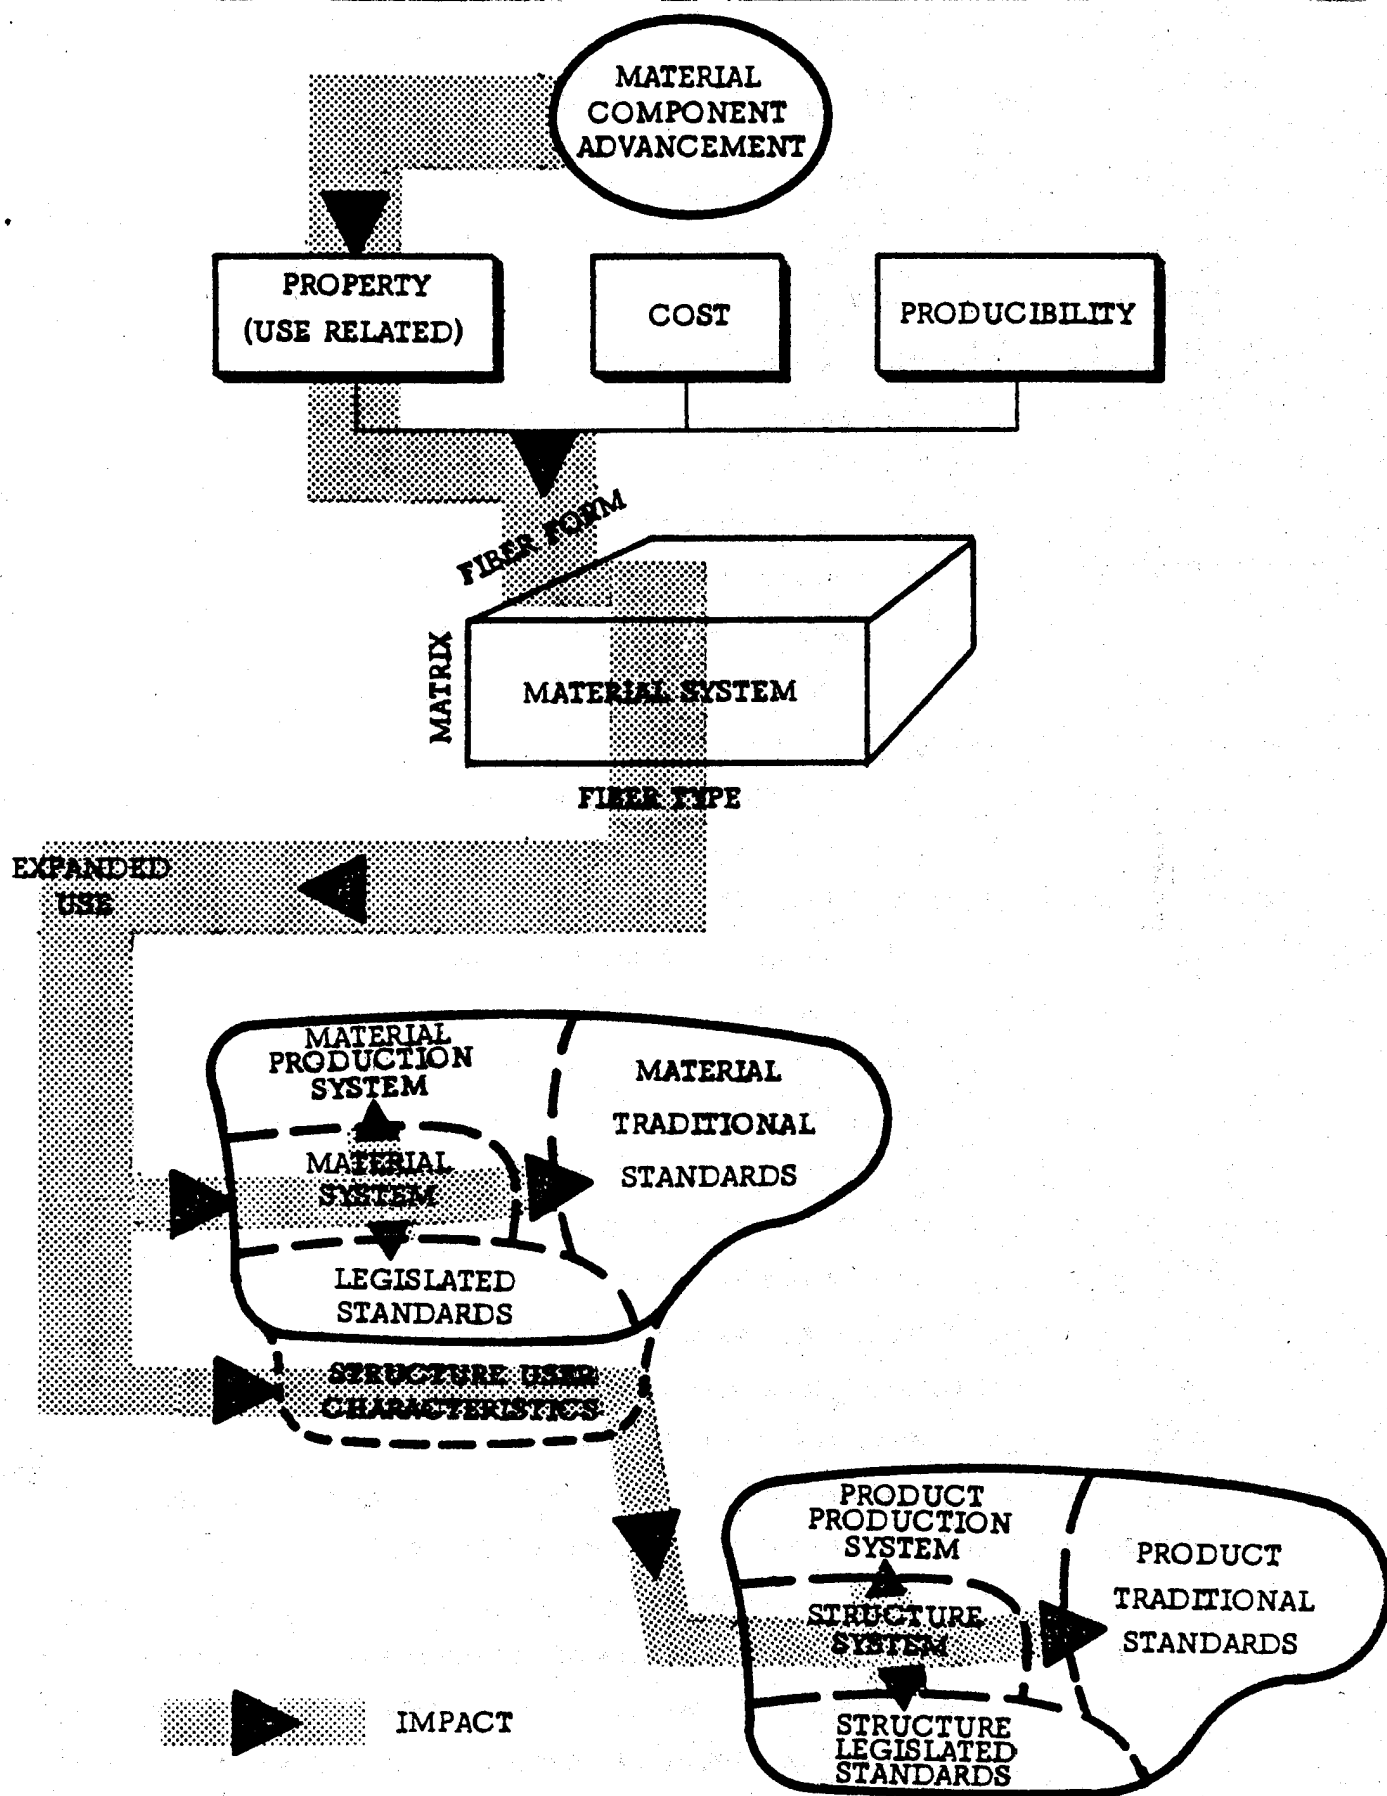 MATERIAL
COMPONENT
ADVANCEMENT
PROPERTY
(USE RELATED)
COST
PRODUCIBILITY
FIBER FORM
MATRIX
MATERIAL SYSTEM
FIBER TYPE
EXPANDED
USE
MATERIAL
PRODUCTION
SYSTEM
MATERIAL
TRADITIONAL
STANDARDS
MATERIAL
SYSTEM
LEGISLATED
STANDARDS
STRUCTURE USER
CHARACTERISTICS
PRODUCT
PRODUCTION
SYSTEM
PRODUCT
TRADITIONAL
STANDARDS
STRUCTURE
SYSTEM
STRUCTURE
LEGISLATED
STANDARDS
IMPACT